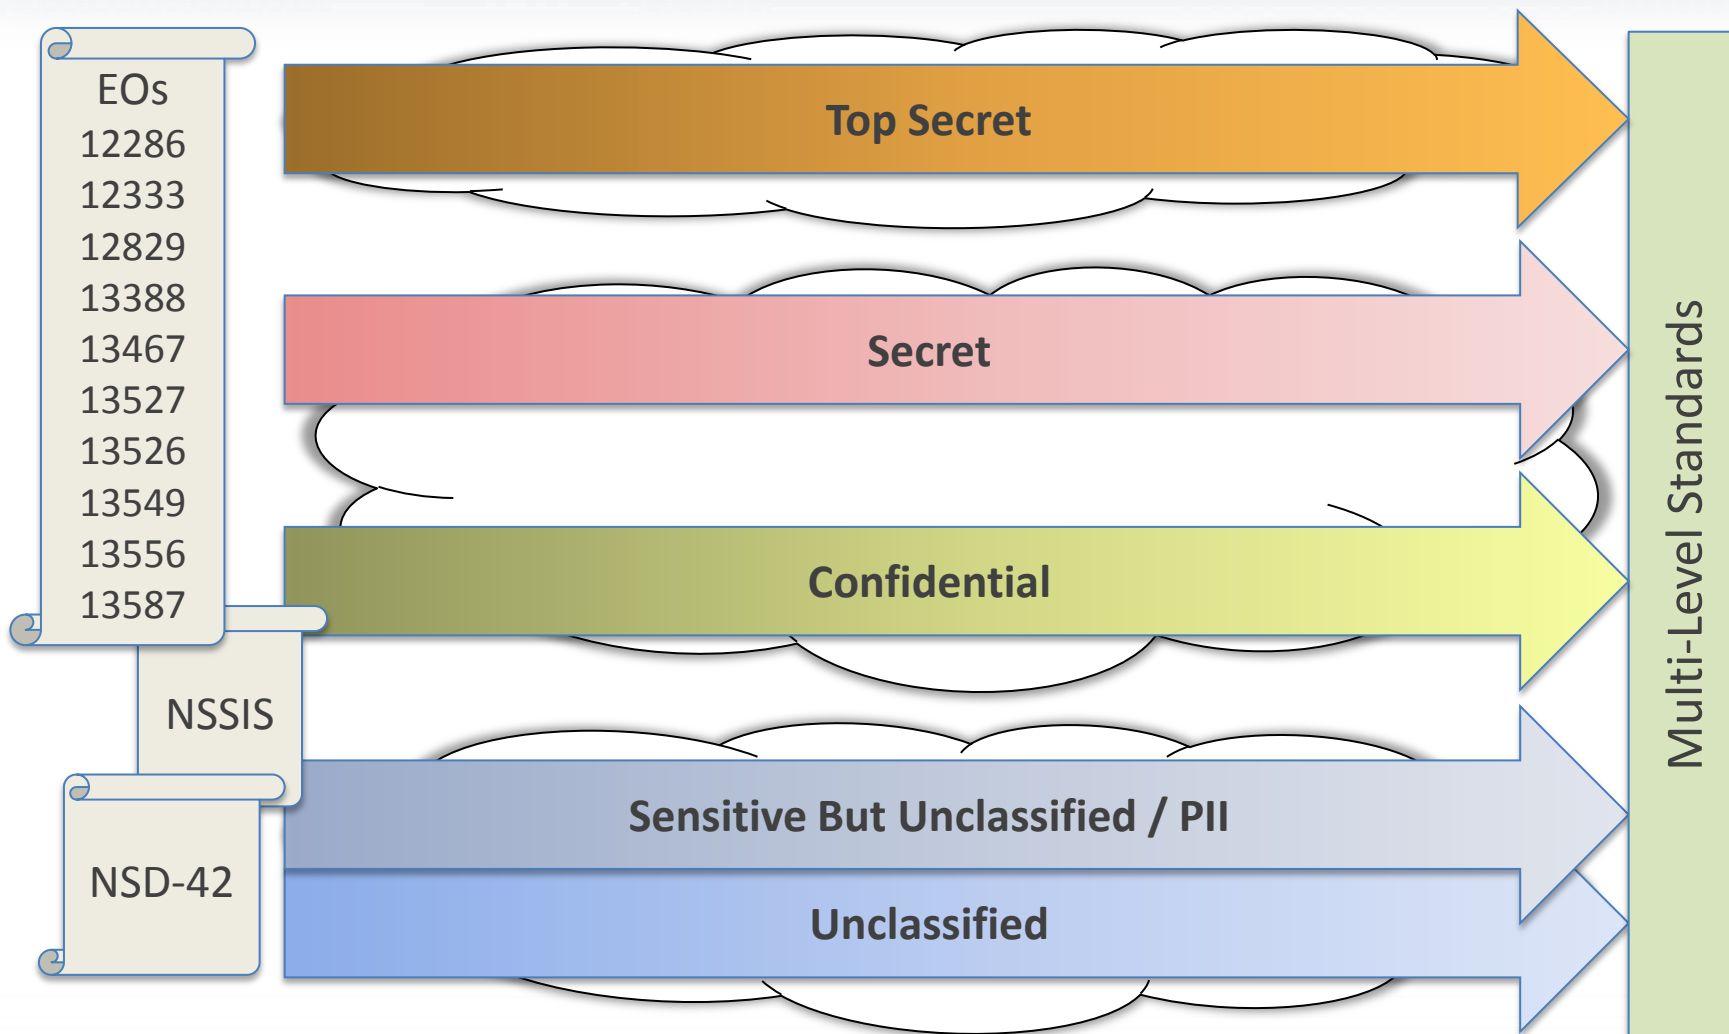 EOs
12286
12333
12829
13388
13467
13527
13526
13549
13556
13587
NSSIS
NSD-42
Top Secret
Secret
Confidential
Sensitive But Unclassified / PII
Unclassified
Multi-Level Standards